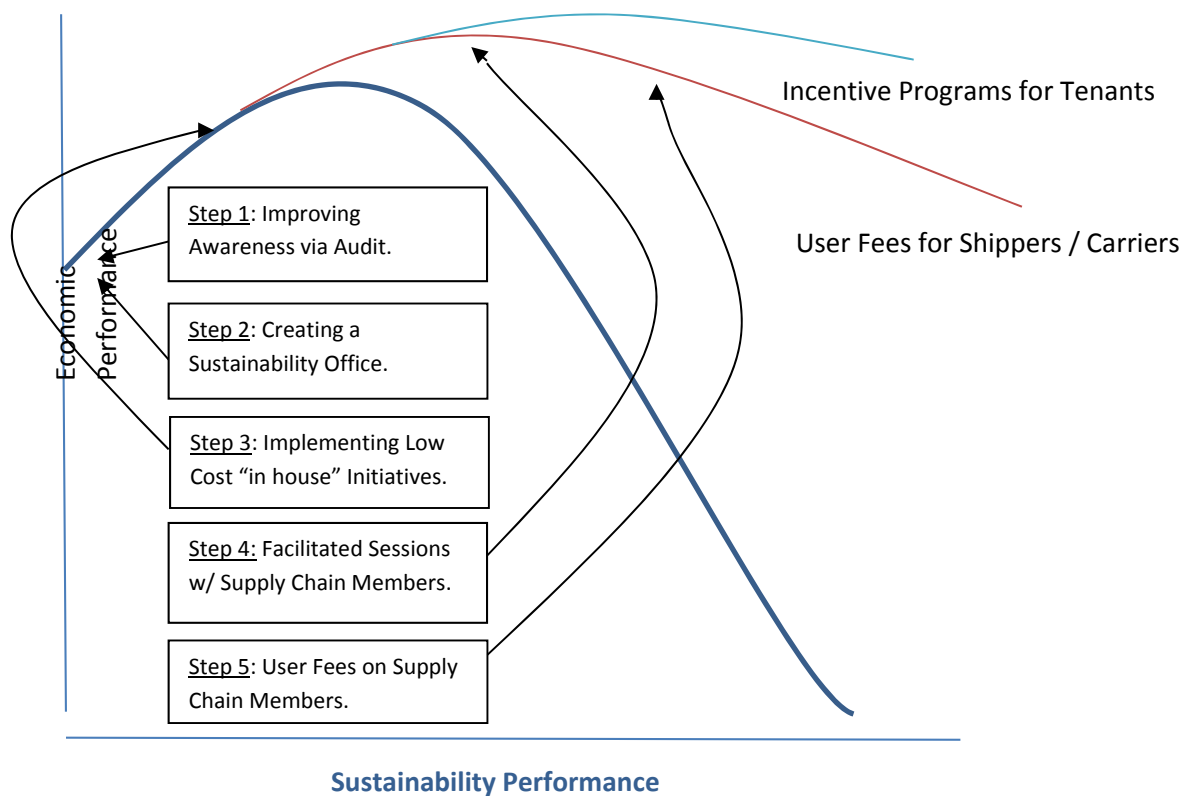 Incentive Programs for Tenants
User Fees for Shippers / Carriers
Economic
Performance
Step 1: Improving
Awareness via Audit.
Step 2: Creating a
Sustainability Office.
Step 3: Implementing Low
Cost “in house” Initiatives.
Step 4: Facilitated Sessions
w/ Supply Chain Members.
Step 5: User Fees on Supply
Chain Members.
Sustainability Performance